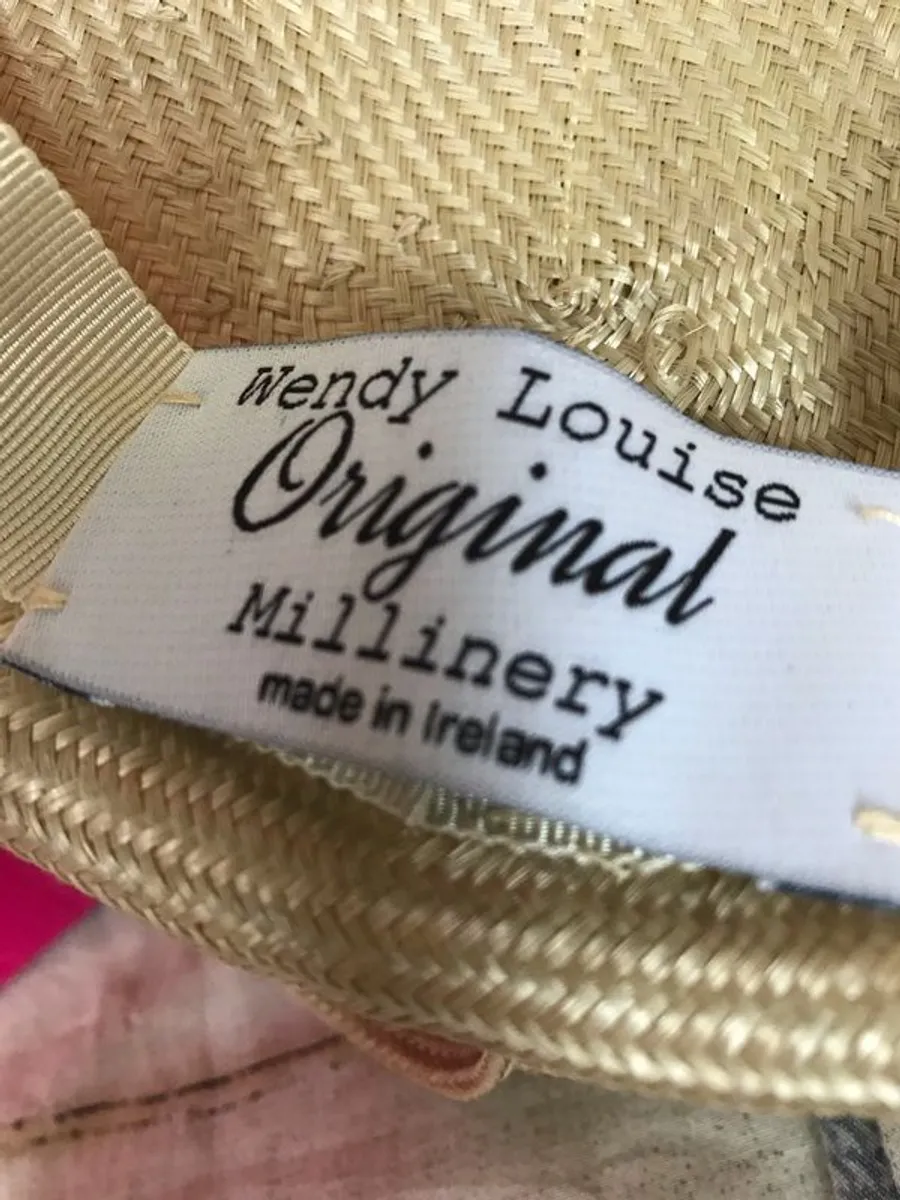 Wendy Louise
Original
Millinery
made in Ireland